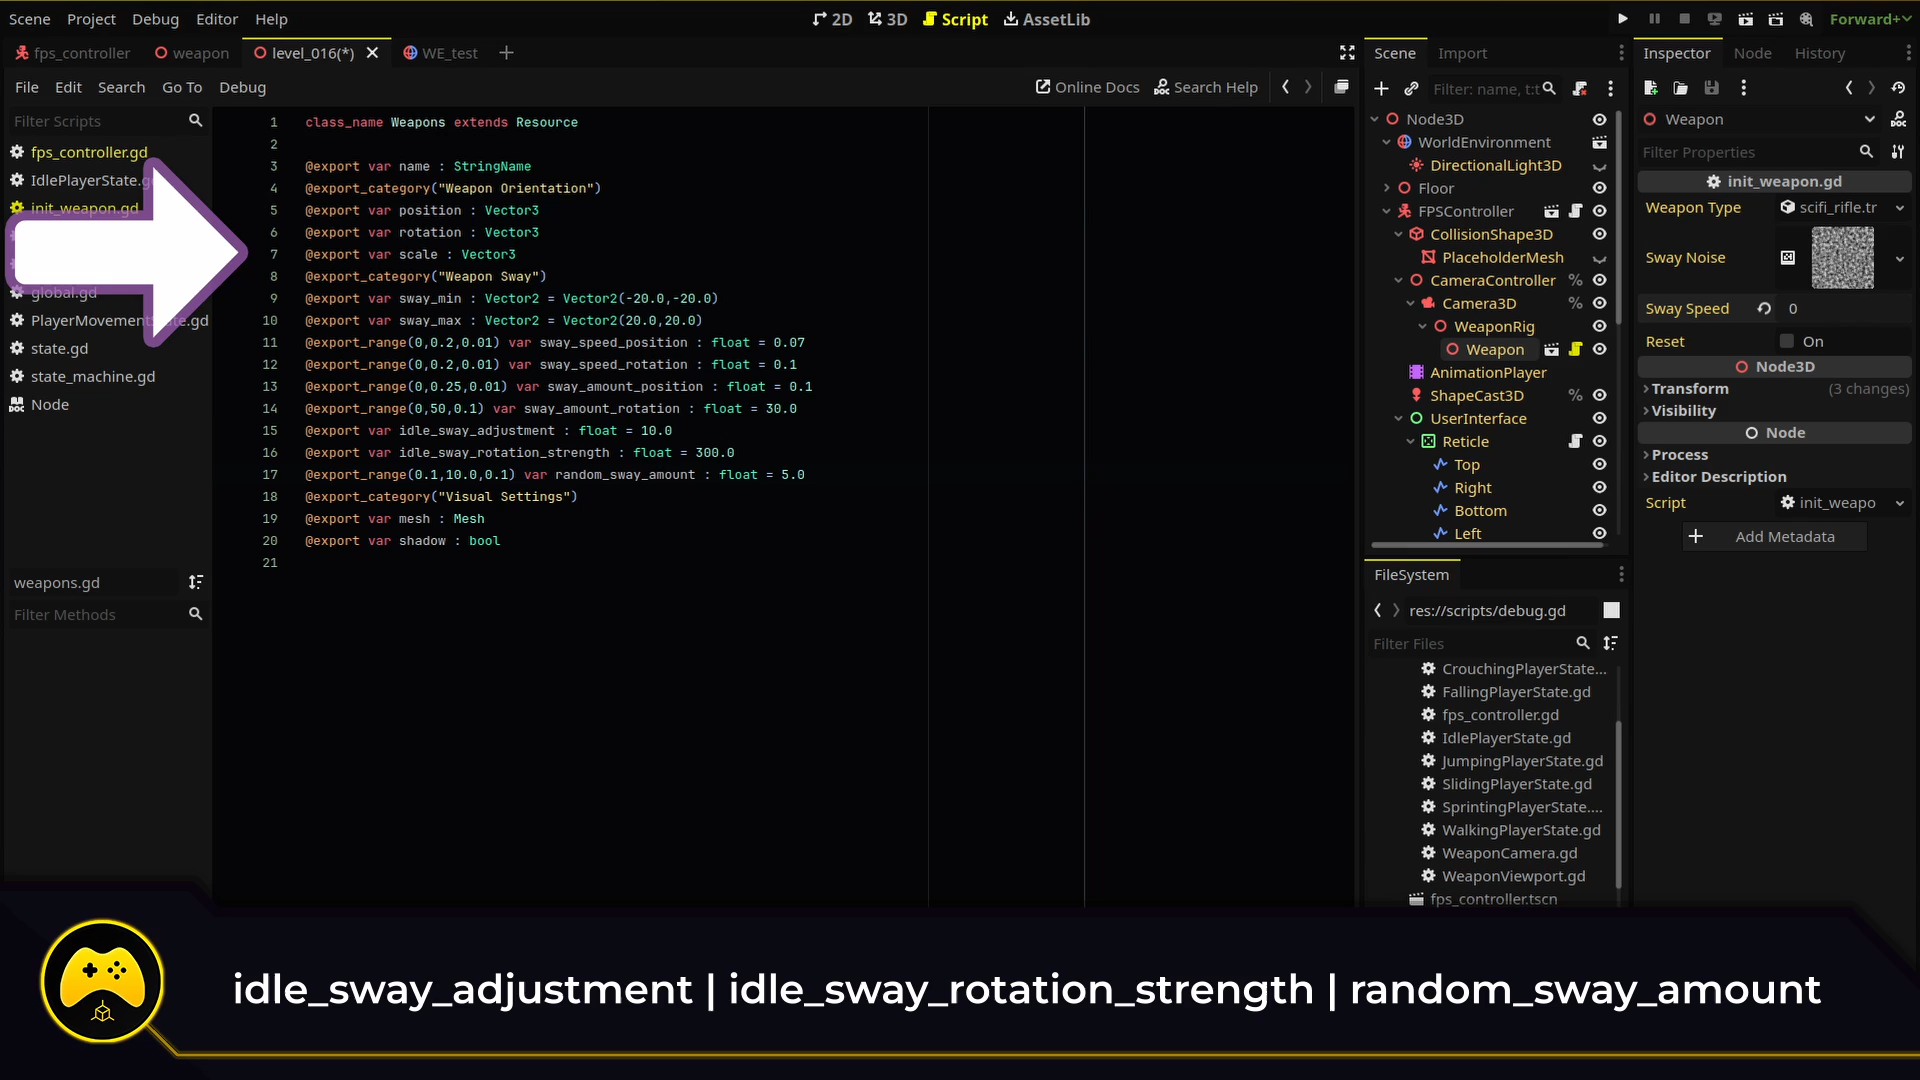 Scene Project Debug Editor Help
2D 3D Script AssetLib
Forward+
fps_controller weapon level_016(*) WE_test
File Edit Search Go To Debug
Online Docs Search Help
Filter Scripts
fps_controller.gd
IdlePlayerState.g
init_weapon.gd
global.gd
PlayerMovement te.gd
state.gd
state_machine.gd
Node
weapons.gd
Filter Methods
1 class_name Weapons extends Resource
2
3 @export var name : StringName
4 @export_category("Weapon Orientation")
5 @export var position : Vector3
6 @export var rotation : Vector3
7 @export var scale : Vector3
8 @export_category("Weapon Sway")
9 @export var sway_min : Vector2 = Vector2(-20.0,-20.0)
10 @export var sway_max : Vector2 = Vector2(20.0,20.0)
11 @export_range(0,0.2,0.01) var sway_speed_position : float = 0.07
12 @export_range(0,0.2,0.01) var sway_speed_rotation : float = 0.1
13 @export_range(0,0.25,0.01) var sway_amount_position : float = 0.1
14 @export_range(0,50,0.1) var sway_amount_rotation : float = 30.0
15 @export var idle_sway_adjustment : float = 10.0
16 @export var idle_sway_rotation_strength : float = 300.0
17 @export_range(0.1,10.0,0.1) var random_sway_amount : float = 5.0
18 @export_category("Visual Settings")
19 @export var mesh : Mesh
20 @export var shadow : bool
21
Scene Import
Filter: name, t:t
Node3D
WorldEnvironment
DirectionalLight3D
Floor
FPSController
CollisionShape3D
PlaceholderMesh
CameraController %
Camera3D %
WeaponRig
Weapon
AnimationPlayer
ShapeCast3D %
UserInterface
Reticle
Top
Right
Bottom
Left
FileSystem
res://scripts/debug.gd
Filter Files
CrouchingPlayerState...
FallingPlayerState.gd
fps_controller.gd
IdlePlayerState.gd
JumpingPlayerState.gd
SlidingPlayerState.gd
SprintingPlayerState....
WalkingPlayerState.gd
WeaponCamera.gd
WeaponViewport.gd
fps_controller.tscn
Inspector Node History
Weapon
Filter Properties
init_weapon.gd
Weapon Type scifi_rifle.tr
Sway Noise
Sway Speed 0
Reset On
Node3D
Transform (3 changes)
Visibility
Node
Process
Editor Description
Script init_weapo
Add Metadata
idle_sway_adjustment | idle_sway_rotation_strength | random_sway_amount